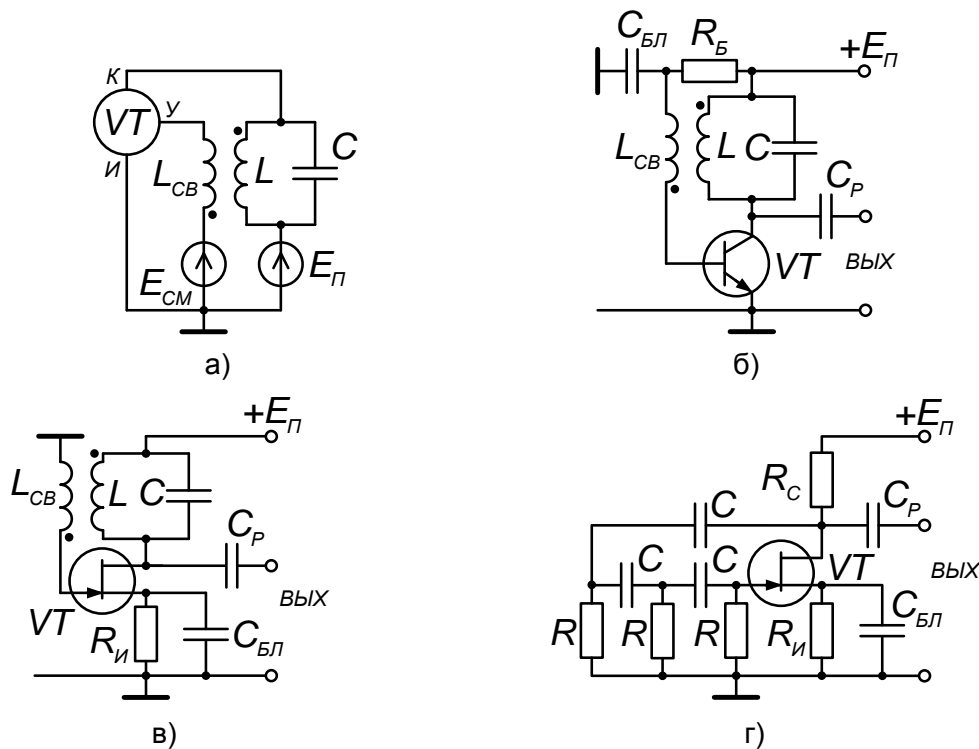 К
VT
У
И
L СВ
L
C
E СМ
E П
а)
C БЛ
R Б
+E П
L СВ
L
C
C Р
VT
ВЫХ
б)
+E П
L СВ
L
C
C Р
ВЫХ
VT
R И
C БЛ
в)
+E П
R С
C
C Р
C
C
VT
ВЫХ
R
R
R
R И
C БЛ
г)